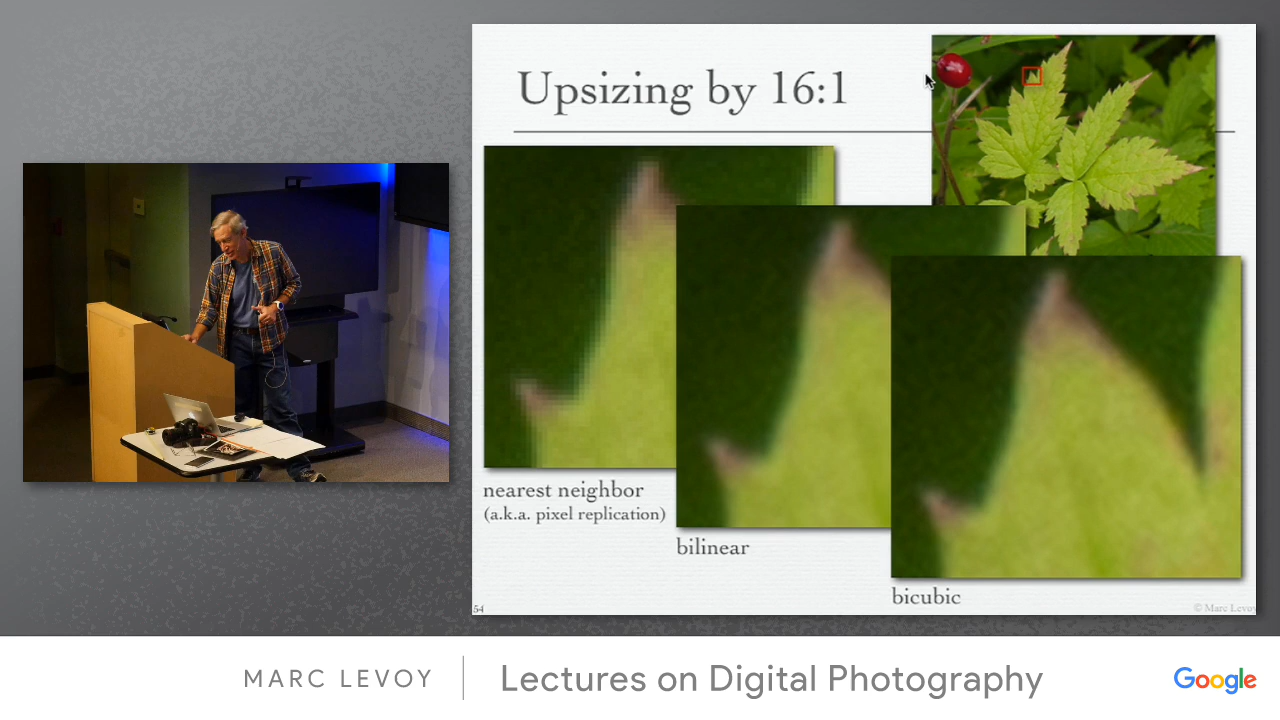 Upsizing by 16:1
nearest neighbor
(a.k.a. pixel replication)
bilinear
bicubic
54
© Marc Levoy
MARC LEVOY
Lectures on Digital Photography
Google